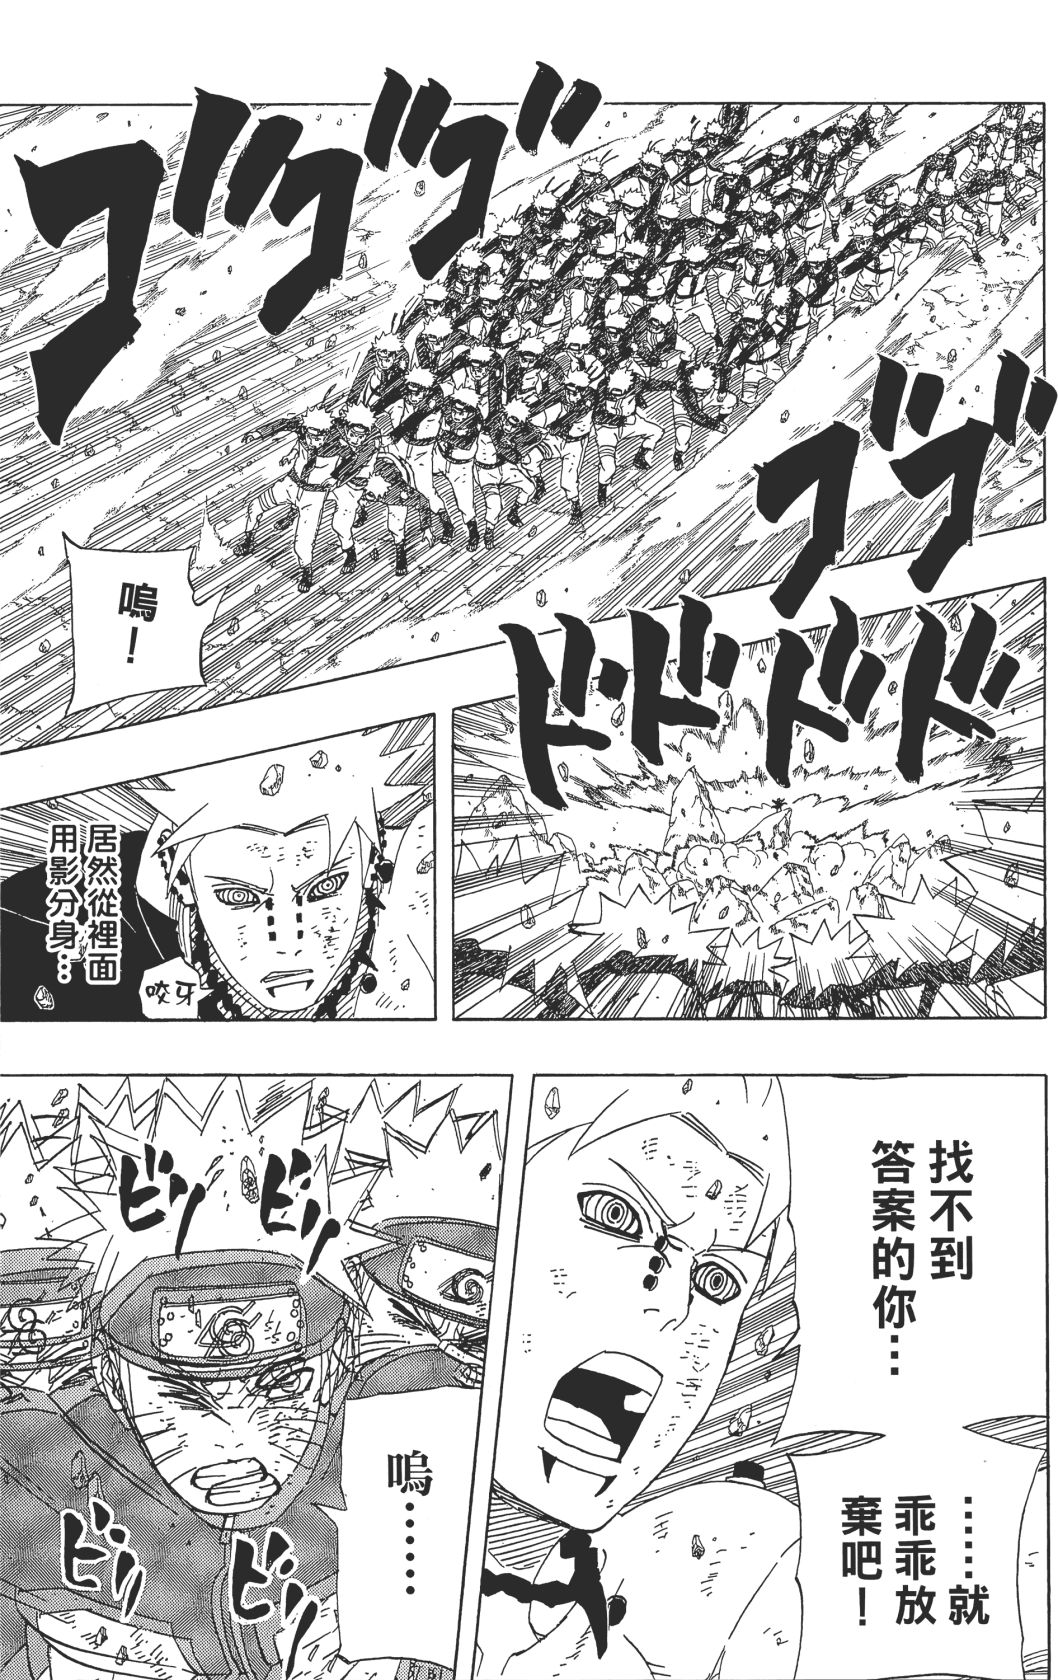 ゴゴゴ
ゴゴ
嗚！
ドドドド
居然從裡面
用影分身…
咬牙
找不到
答案的你…
……就
乖乖放
棄吧！
ビリ
ビリ
嗚……
ビリ
ビリ